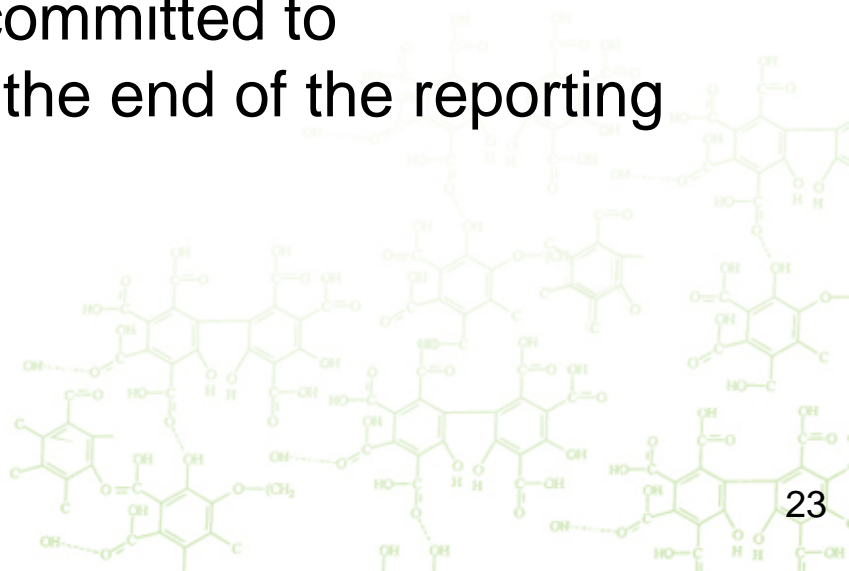 committed to
the end of the reporting
23